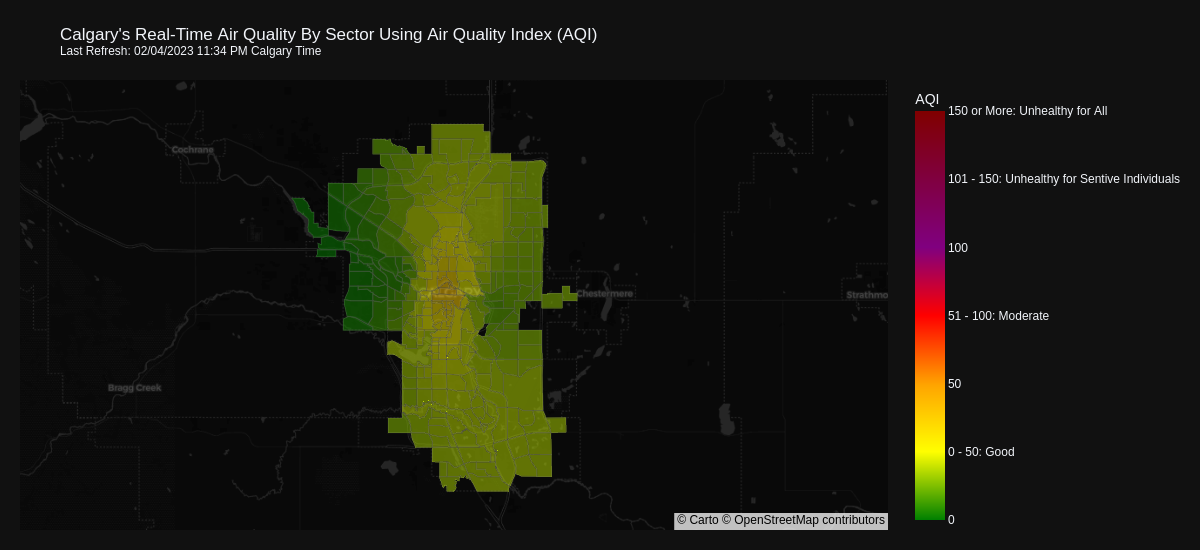 Calgary's Real-Time Air Quality By Sector Using Air Quality Index (AQI)
Last Refresh: 02/04/2023 11:34 PM Calgary Time
AQI
150 or More: Unhealthy for All
Cochrane
101 - 150: Unhealthy for Sentive Individuals
100
Chestermere
Strathmo
51 - 100: Moderate
50
Bragg Creek
0 - 50: Good
0
© Carto © OpenStreetMap contributors